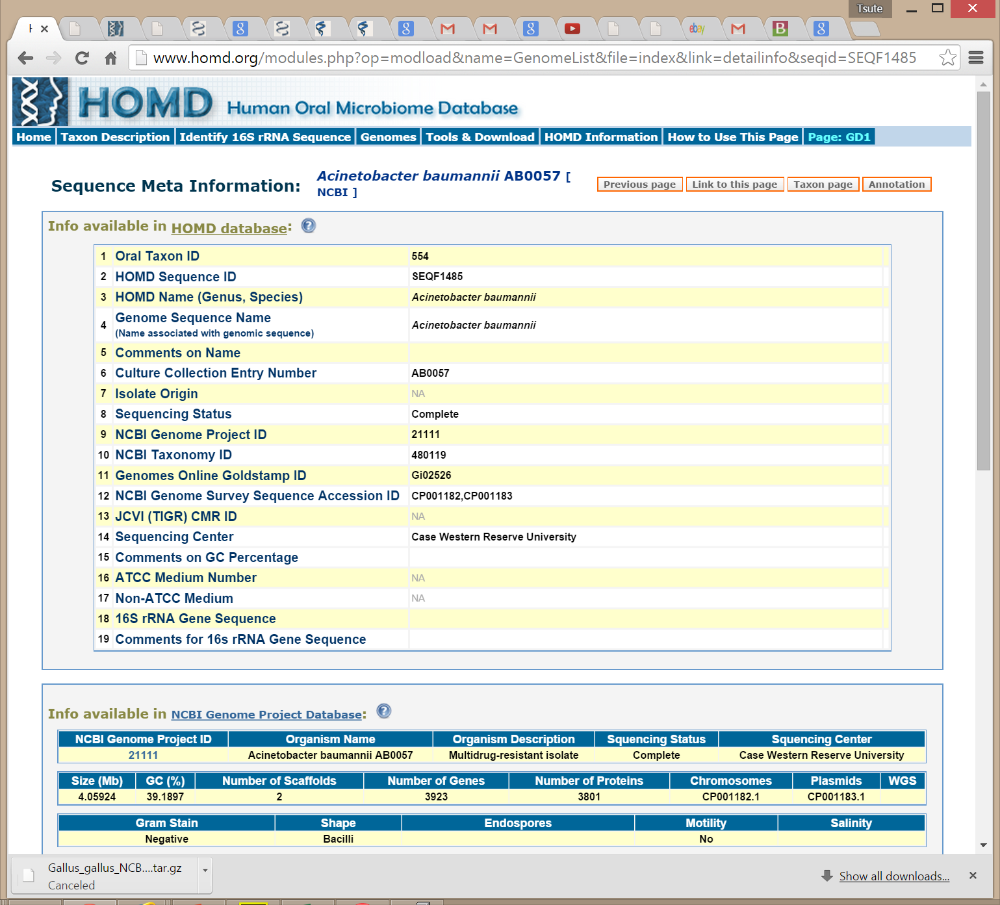 Tsute
www.homd.org/modules.php?op=modload&name=GenomeList&file=index&link=detailinfo&seqid=SEQF1485
HOMD Human Oral Microbiome Database
Home Taxon Description Identify 16S rRNA Sequence Genomes Tools & Download HOMD Information How to Use This Page Page: GD1
Sequence Meta Information: Acinetobacter baumannii AB0057 [
NCBI ]
Previous page Link to this page Taxon page Annotation
Info available in HOMD database: ?
1 Oral Taxon ID 554
2 HOMD Sequence ID SEQF1485
3 HOMD Name (Genus, Species) Acinetobacter baumannii
4 Genome Sequence Name Acinetobacter baumannii
(Name associated with genomic sequence)
5 Comments on Name
6 Culture Collection Entry Number AB0057
7 Isolate Origin NA
8 Sequencing Status Complete
9 NCBI Genome Project ID 21111
10 NCBI Taxonomy ID 480119
11 Genomes Online Goldstamp ID Gi02526
12 NCBI Genome Survey Sequence Accession ID CP001182,CP001183
13 JCVI (TIGR) CMR ID NA
14 Sequencing Center Case Western Reserve University
15 Comments on GC Percentage
16 ATCC Medium Number NA
17 Non-ATCC Medium NA
18 16S rRNA Gene Sequence
19 Comments for 16s rRNA Gene Sequence
Info available in NCBI Genome Project Database: ?
NCBI Genome Project ID Organism Name Organism Description Squencing Status Squencing Center
21111 Acinetobacter baumannii AB0057 Multidrug-resistant isolate Complete Case Western Reserve University
Size (Mb) GC (%) Number of Scaffolds Number of Genes Number of Proteins Chromosomes Plasmids WGS
4.05924 39.1897 2 3923 3801 CP001182.1 CP001183.1
Gram Stain Shape Endospores Motility Salinity
Negative Bacilli No
Gallus_gallus_NCB....tar.gz
Canceled
Show all downloads...